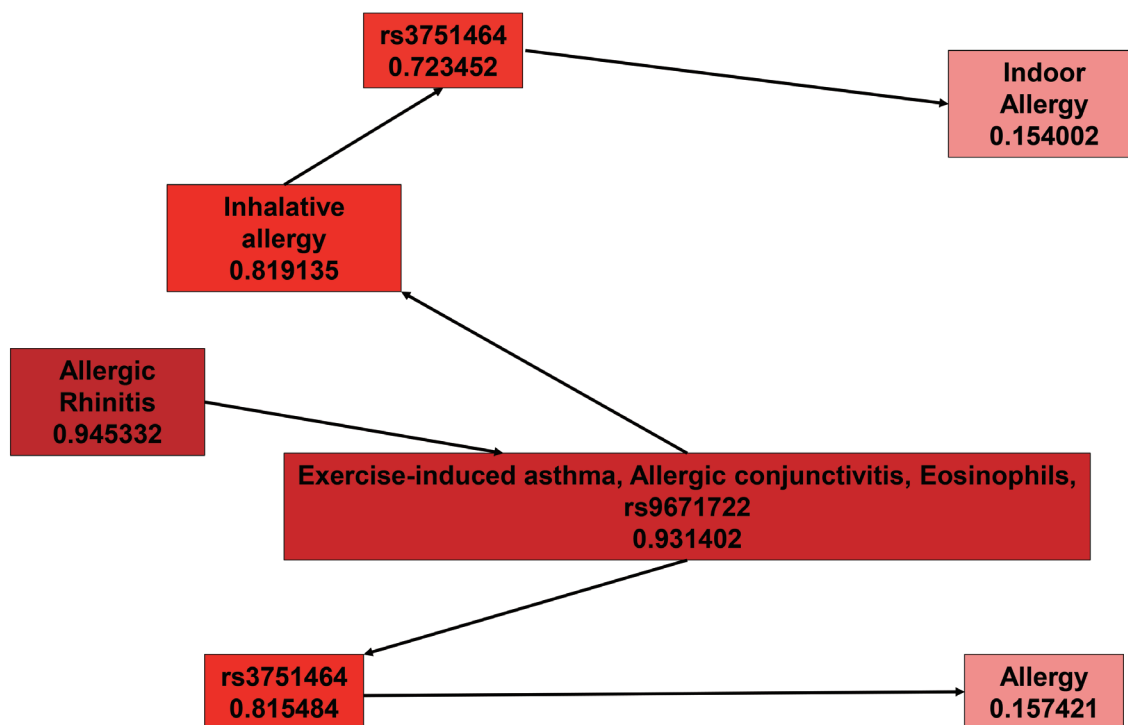 rs3751464
0.723452
Indoor
Allergy
0.154002
Inhalative
allergy
0.819135
Allergic
Rhinitis
0.945332
Exercise-induced asthma, Allergic conjunctivitis, Eosinophils,
rs9671722
0.931402
rs3751464
0.815484
Allergy
0.157421